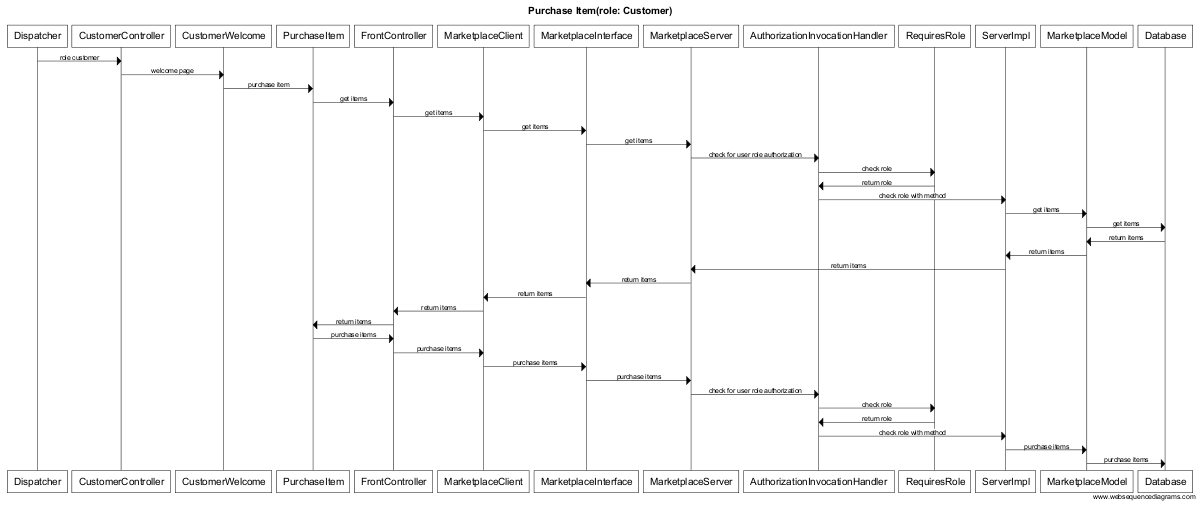 Purchase Item(role: Customer)
Dispatcher CustomerController CustomerWelcome PurchaseItem FrontController MarketplaceClient MarketplaceInterface MarketplaceServer AuthorizationInvocationHandler RequiresRole ServerImpl MarketplaceModel Database
role customer
welcome page
purchase item
get items
get items
get items
get items
check for user role authorization
check role
return role
check role with method
get items
get items
return items
return items
return items
return items
return items
return items
return items
purchase items
purchase items
purchase items
purchase items
check for user role authorization
check role
return role
check role with method
purchase items
purchase items
Dispatcher CustomerController CustomerWelcome PurchaseItem FrontController MarketplaceClient MarketplaceInterface MarketplaceServer AuthorizationInvocationHandler RequiresRole ServerImpl MarketplaceModel Database
www.websequencediagrams.com